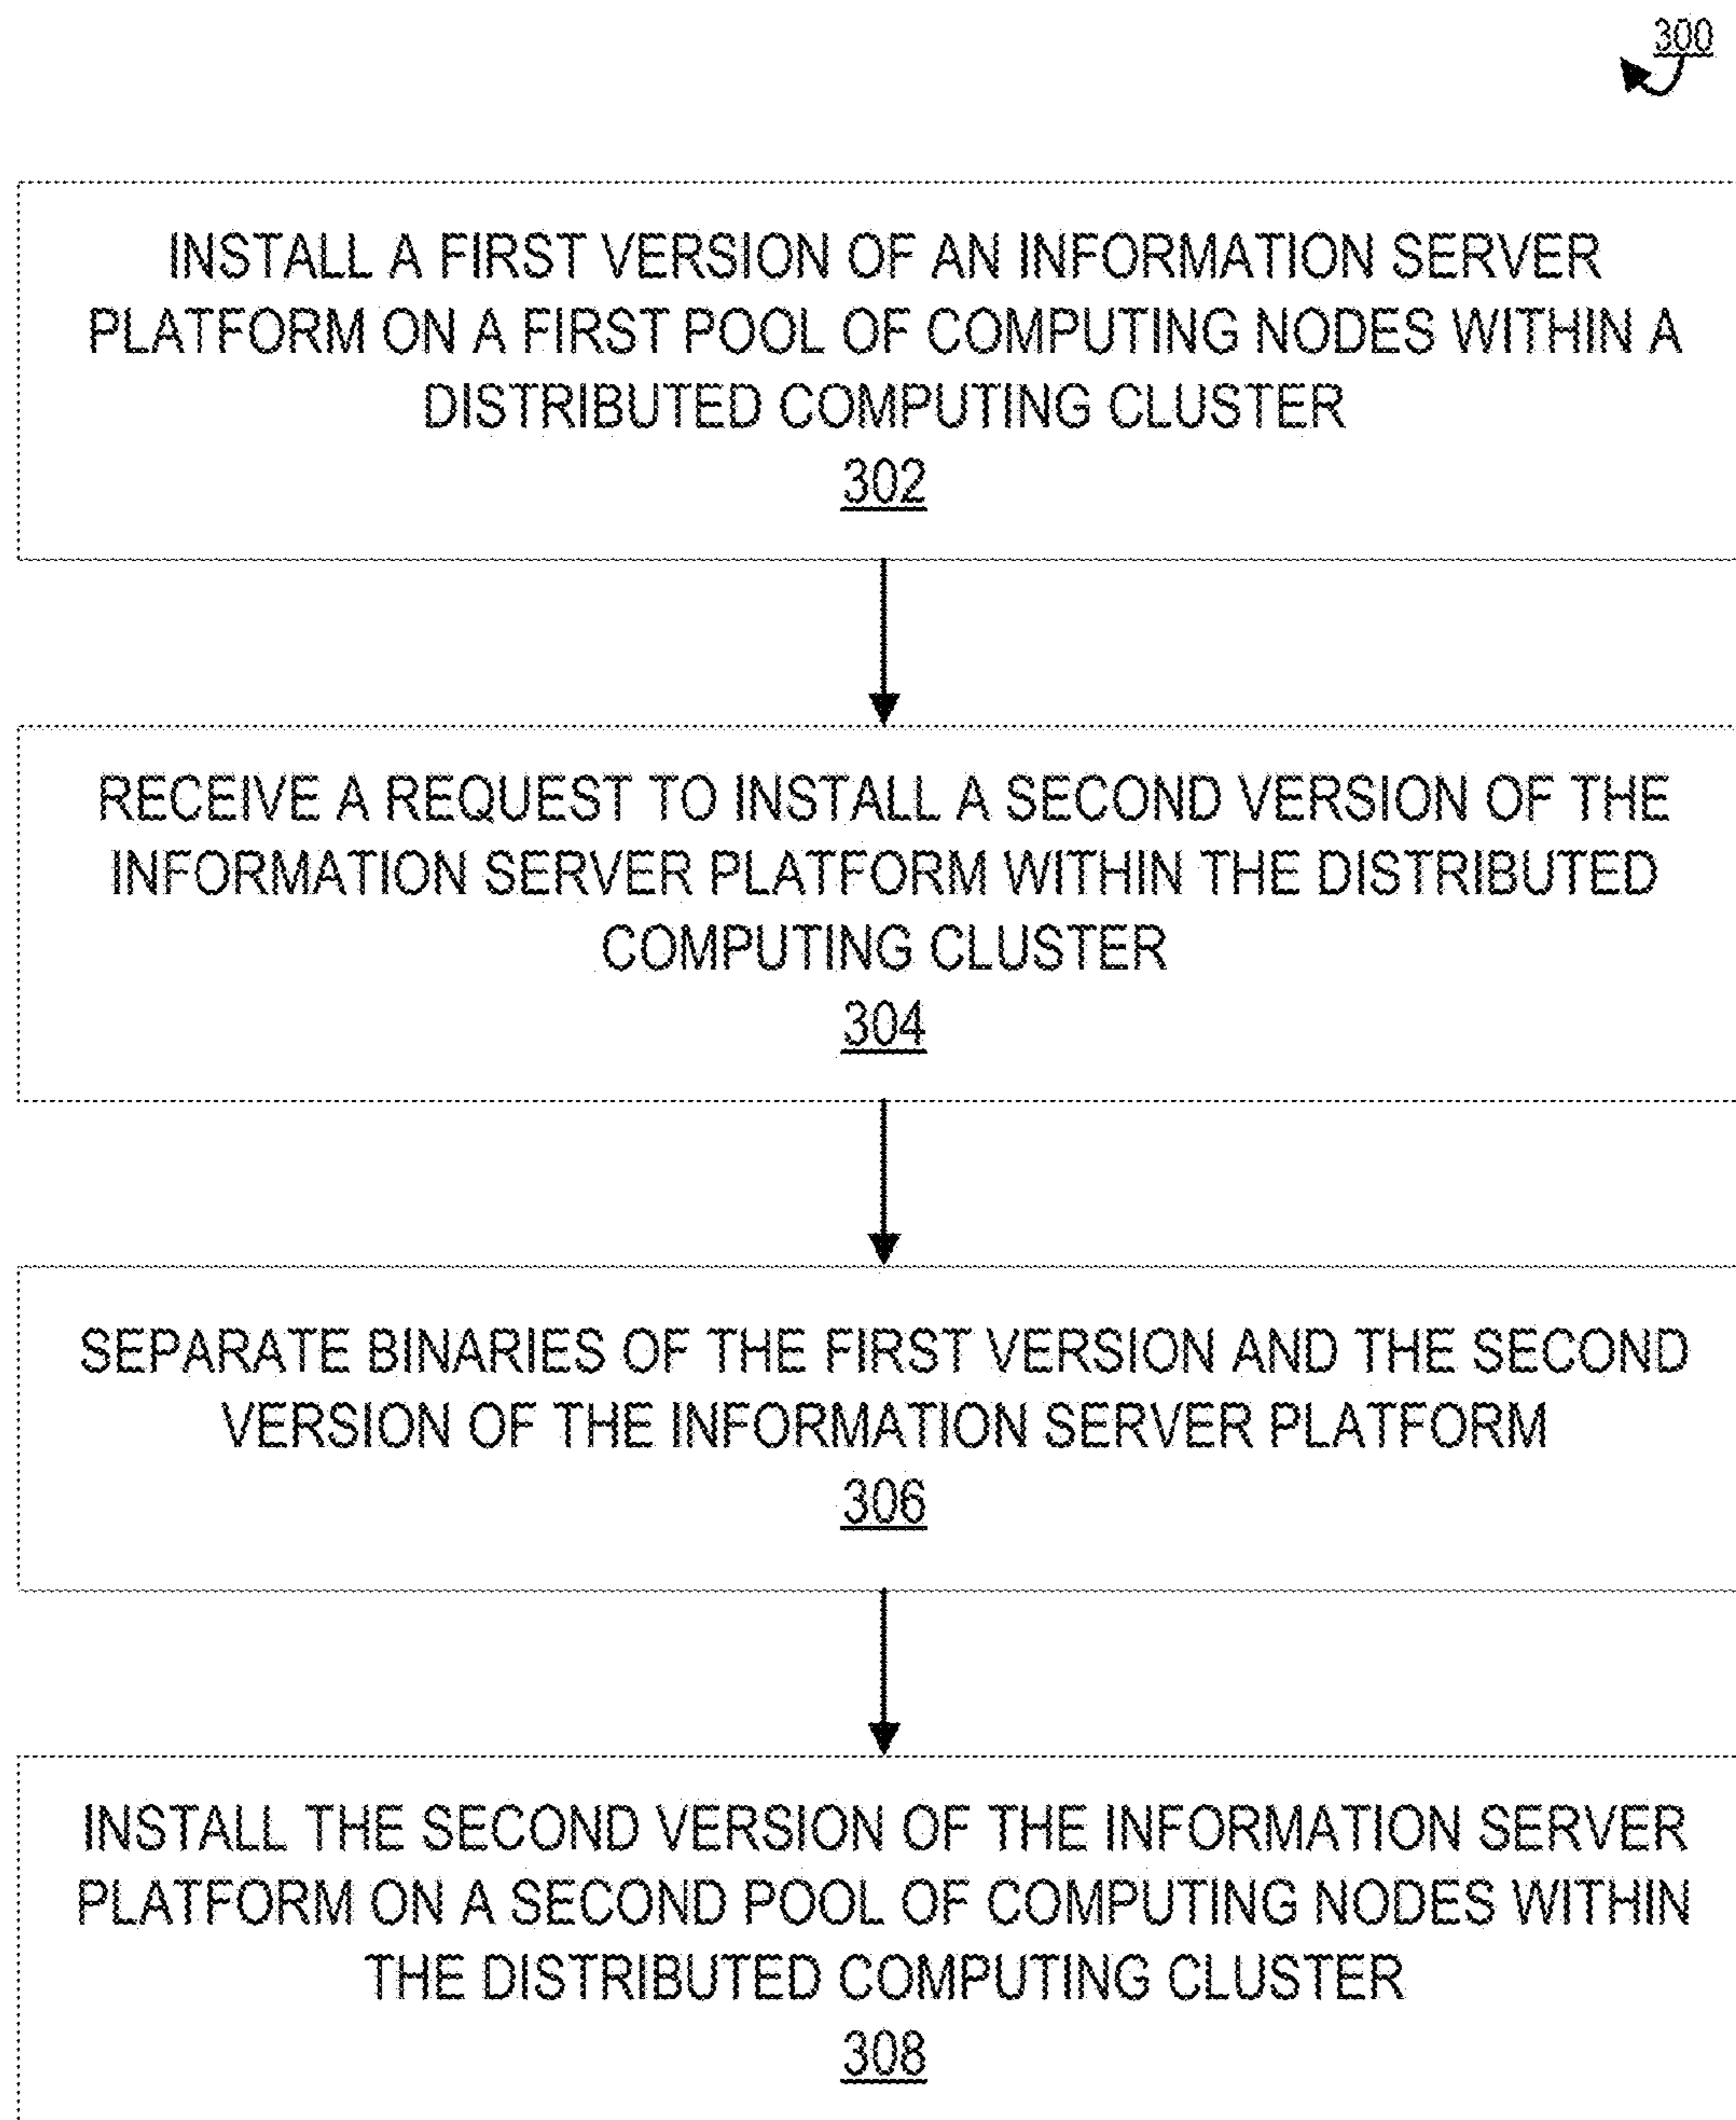 300
INSTALL A FIRST VERSION OF AN INFORMATION SERVER
PLATFORM ON A FIRST POOL OF COMPUTING NODES WITHIN A
DISTRIBUTED COMPUTING CLUSTER
302
RECEIVE A REQUEST TO INSTALL A SECOND VERSION OF THE
INFORMATION SERVER PLATFORM WITHIN THE DISTRIBUTED
COMPUTING CLUSTER
304
SEPARATE BINARIES OF THE FIRST VERSION AND THE SECOND
VERSION OF THE INFORMATION SERVER PLATFORM
306
INSTALL THE SECOND VERSION OF THE INFORMATION SERVER
PLATFORM ON A SECOND POOL OF COMPUTING NODES WITHIN
THE DISTRIBUTED COMPUTING CLUSTER
308